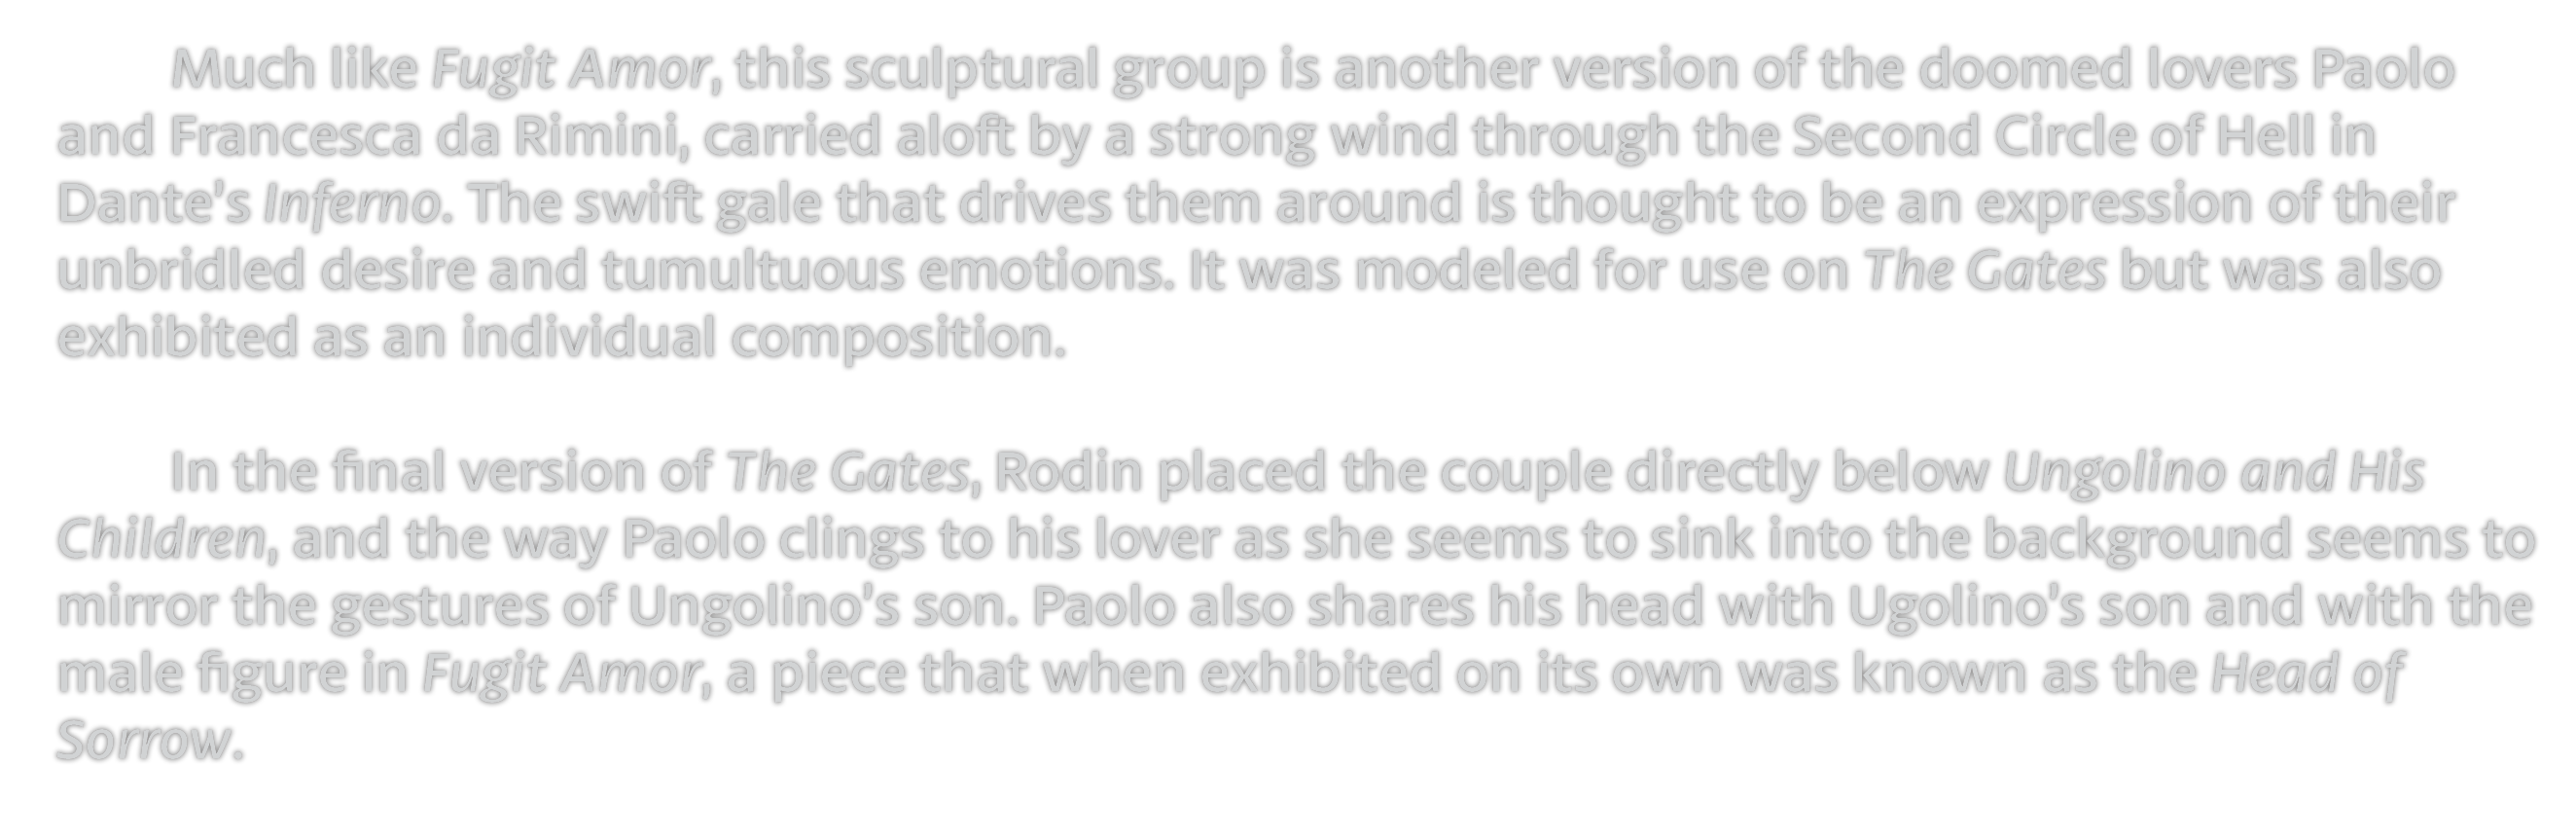 Much like Fugit Amor, this sculptural group is another version of the doomed lovers Paolo
and Francesca da Rimini, carried aloft by a strong wind through the Second Circle of Hell in
Dante's Inferno. The swift gale that drives them around is thought to be an expression of their
unbridled desire and tumultuous emotions. It was modeled for use on The Gates but was also
exhibited as an individual composition.
In the final version of The Gates, Rodin placed the couple directly below Ungolino and His
Children, and the way Paolo clings to his lover as she seems to sink into the background seems to
mirror the gestures of Ungolino's son. Paolo also shares his head with Ugolino's son and with the
male figure in Fugit Amor, a piece that when exhibited on its own was known as the Head of
Sorrow.